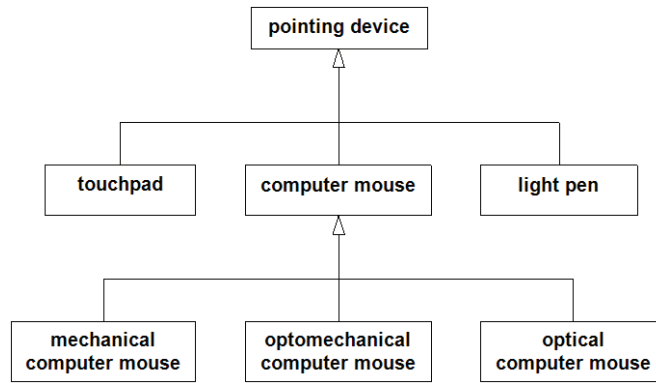 pointing device
touchpad
computer mouse
light pen
mechanical
computer mouse
optomechanical
computer mouse
optical
computer mouse